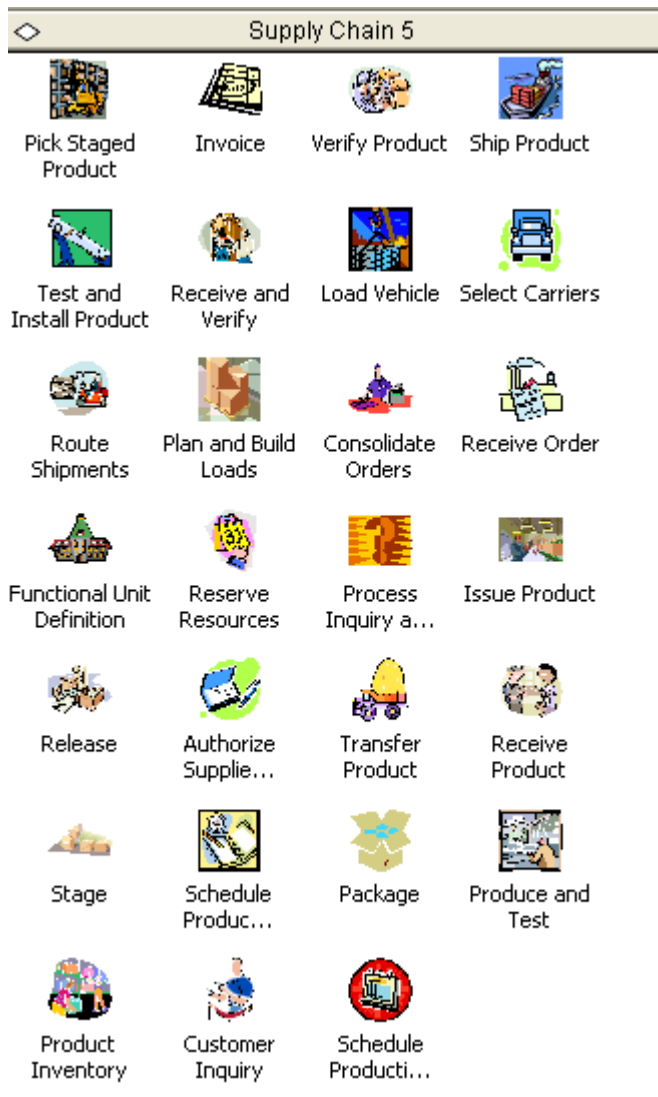 Supply Chain 5
Pick Staged
Product
Invoice
Verify Product
Ship Product
Test and
Install Product
Receive and
Verify
Load Vehicle
Select Carriers
Route
Shipments
Plan and Build
Loads
Consolidate
Orders
Receive Order
Functional Unit
Definition
Reserve
Resources
Process
Inquiry a...
Issue Product
Release
Authorize
Supplie...
Transfer
Product
Receive
Product
Stage
Schedule
Produc...
Package
Produce and
Test
Product
Inventory
Customer
Inquiry
Schedule
Producti...